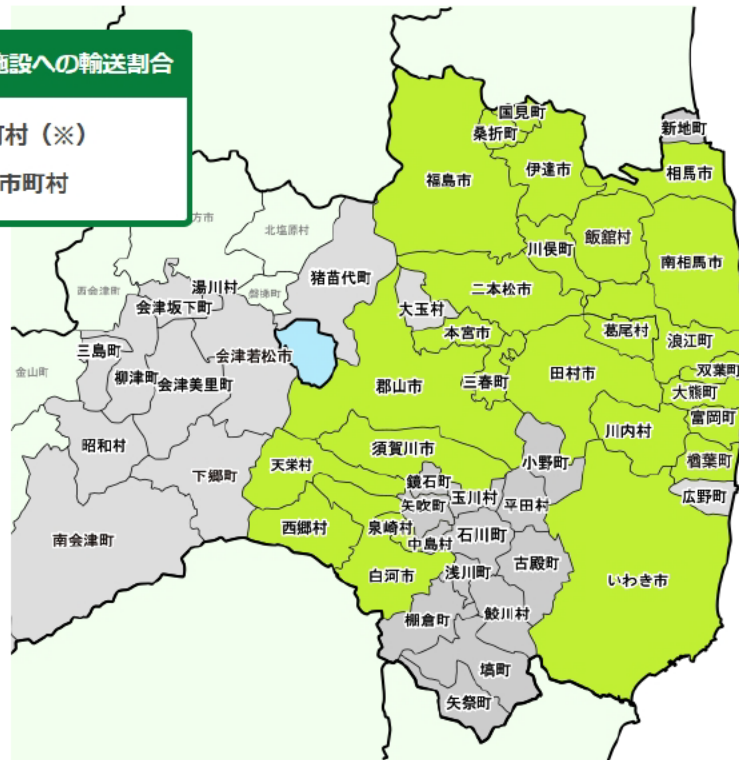 施設への輸送割合
町村（※）
市町村
国見町
桑折町
新地町
福島市
伊達市
相馬市
方市
北塩原村
川俣町
飯舘村
南相馬市
猪苗代町
湯川村
西会津町
磐梯町
二本松市
大玉村
会津坂下町
葛尾村
浪江町
本宮市
三島町
会津若松市
双葉町
金山町
柳津町
会津美里町
郡山市
三春町
田村市
大熊町
富岡町
川内村
昭和村
須賀川市
下郷町
天栄村
小野町
楢葉町
鏡石町
玉川村
広野町
矢吹町
平田村
西郷村
泉崎村
石川町
南会津町
中島村
古殿町
白河市
浅川町
いわき市
棚倉町
鮫川村
塙町
矢祭町